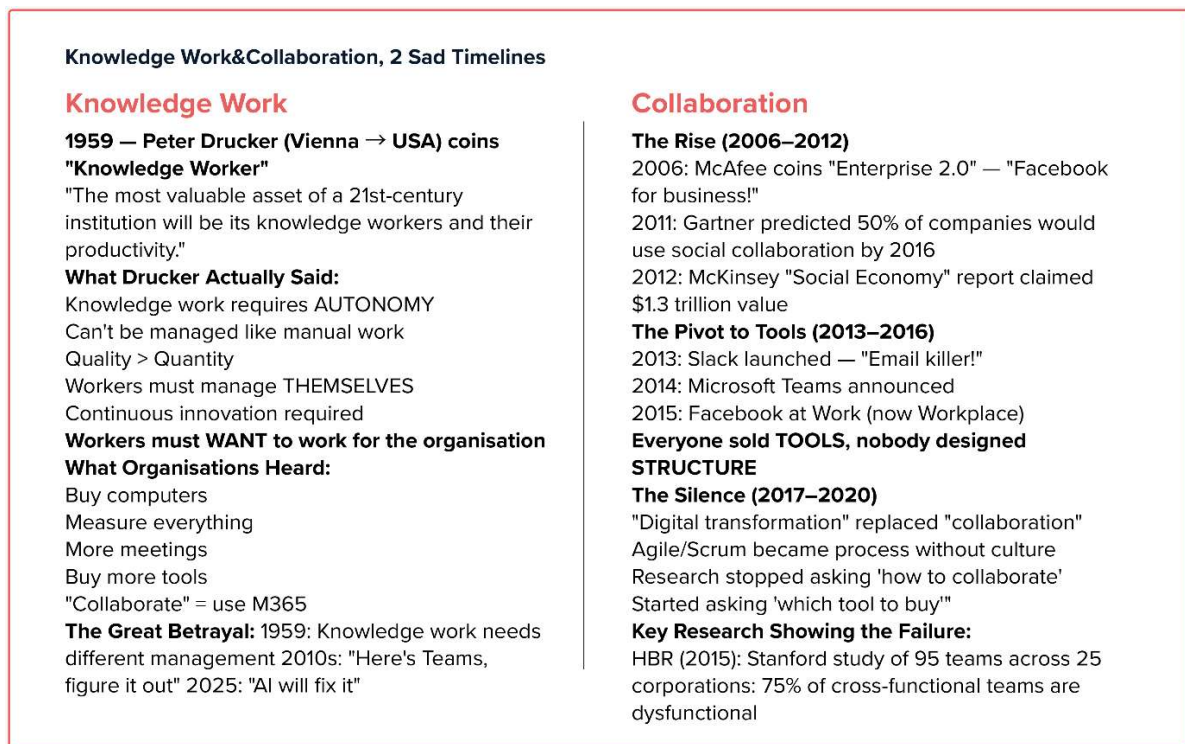 Knowledge Work&Collaboration, 2 Sad Timelines
Knowledge Work
1959 — Peter Drucker (Vienna → USA) coins
"Knowledge Worker"
"The most valuable asset of a 21st-century
institution will be its knowledge workers and their
productivity."
What Drucker Actually Said:
Knowledge work requires AUTONOMY
Can't be managed like manual work
Quality > Quantity
Workers must manage THEMSELVES
Continuous innovation required
Workers must WANT to work for the organisation
What Organisations Heard:
Buy computers
Measure everything
More meetings
Buy more tools
"Collaborate" = use M365
The Great Betrayal: 1959: Knowledge work needs
different management 2010s: "Here's Teams,
figure it out" 2025: "AI will fix it"
Collaboration
The Rise (2006–2012)
2006: McAfee coins "Enterprise 2.0" — "Facebook
for business!"
2011: Gartner predicted 50% of companies would
use social collaboration by 2016
2012: McKinsey "Social Economy" report claimed
$1.3 trillion value
The Pivot to Tools (2013–2016)
2013: Slack launched — "Email killer!"
2014: Microsoft Teams announced
2015: Facebook at Work (now Workplace)
Everyone sold TOOLS, nobody designed
STRUCTURE
The Silence (2017–2020)
"Digital transformation" replaced "collaboration"
Agile/Scrum became process without culture
Research stopped asking 'how to collaborate'
Started asking 'which tool to buy'"
Key Research Showing the Failure:
HBR (2015): Stanford study of 95 teams across 25
corporations: 75% of cross-functional teams are
dysfunctional